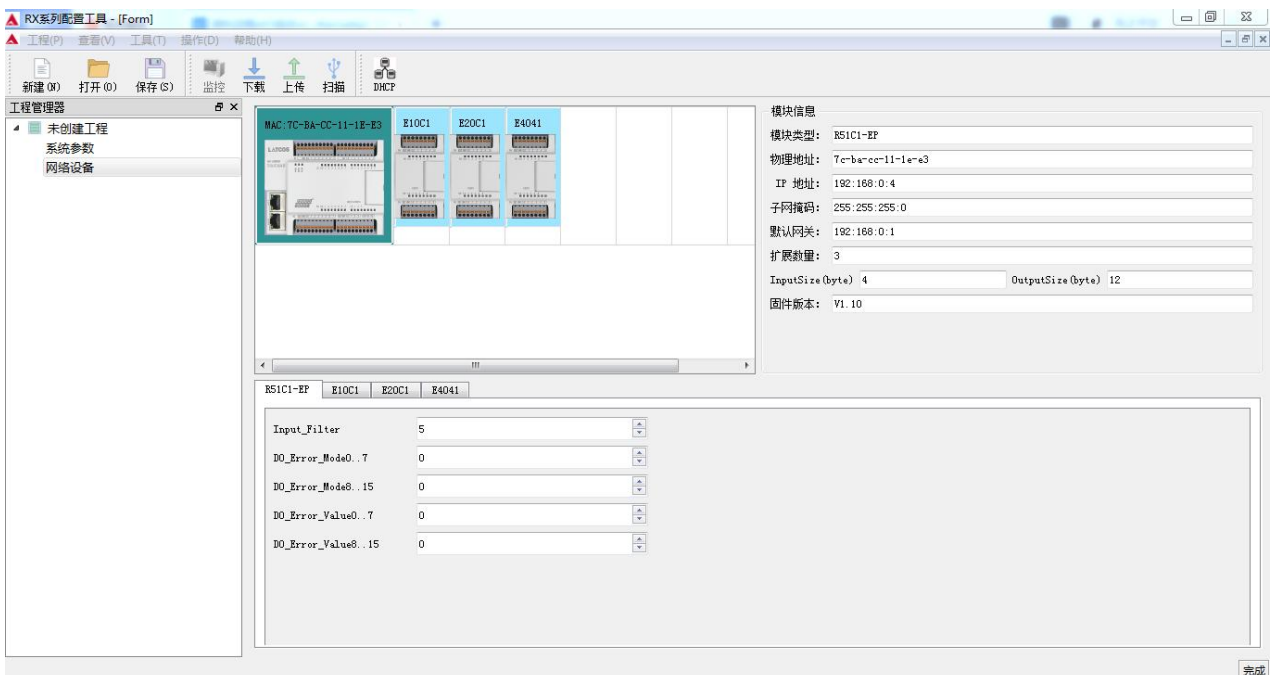 RX系列配置工具 - [Form]
工程(P) 查看(V) 工具(T) 操作(D) 帮助(H)
新建(N) 打开(O) 保存(S) 监控 下载 上传 扫描 DHCP
工程管理器
未创建工程
系统参数
网络设备
MAC:7C-BA-CC-11-1E-E3 E10C1 E20C1 E4041
模块信息
模块类型: R51C1-EP
物理地址: 7c-ba-cc-11-1e-e3
IP 地址: 192:168:0:4
子网掩码: 255:255:255:0
默认网关: 192:168:0:1
扩展数量: 3
InputSize(byte) 4 OutputSize(byte) 12
固件版本: V1.10
R51C1-EP E10C1 E20C1 E4041
Input_Filter 5
DO_Error_Mode0..7 0
DO_Error_Mode8..15 0
DO_Error_Value0..7 0
DO_Error_Value8..15 0
完成